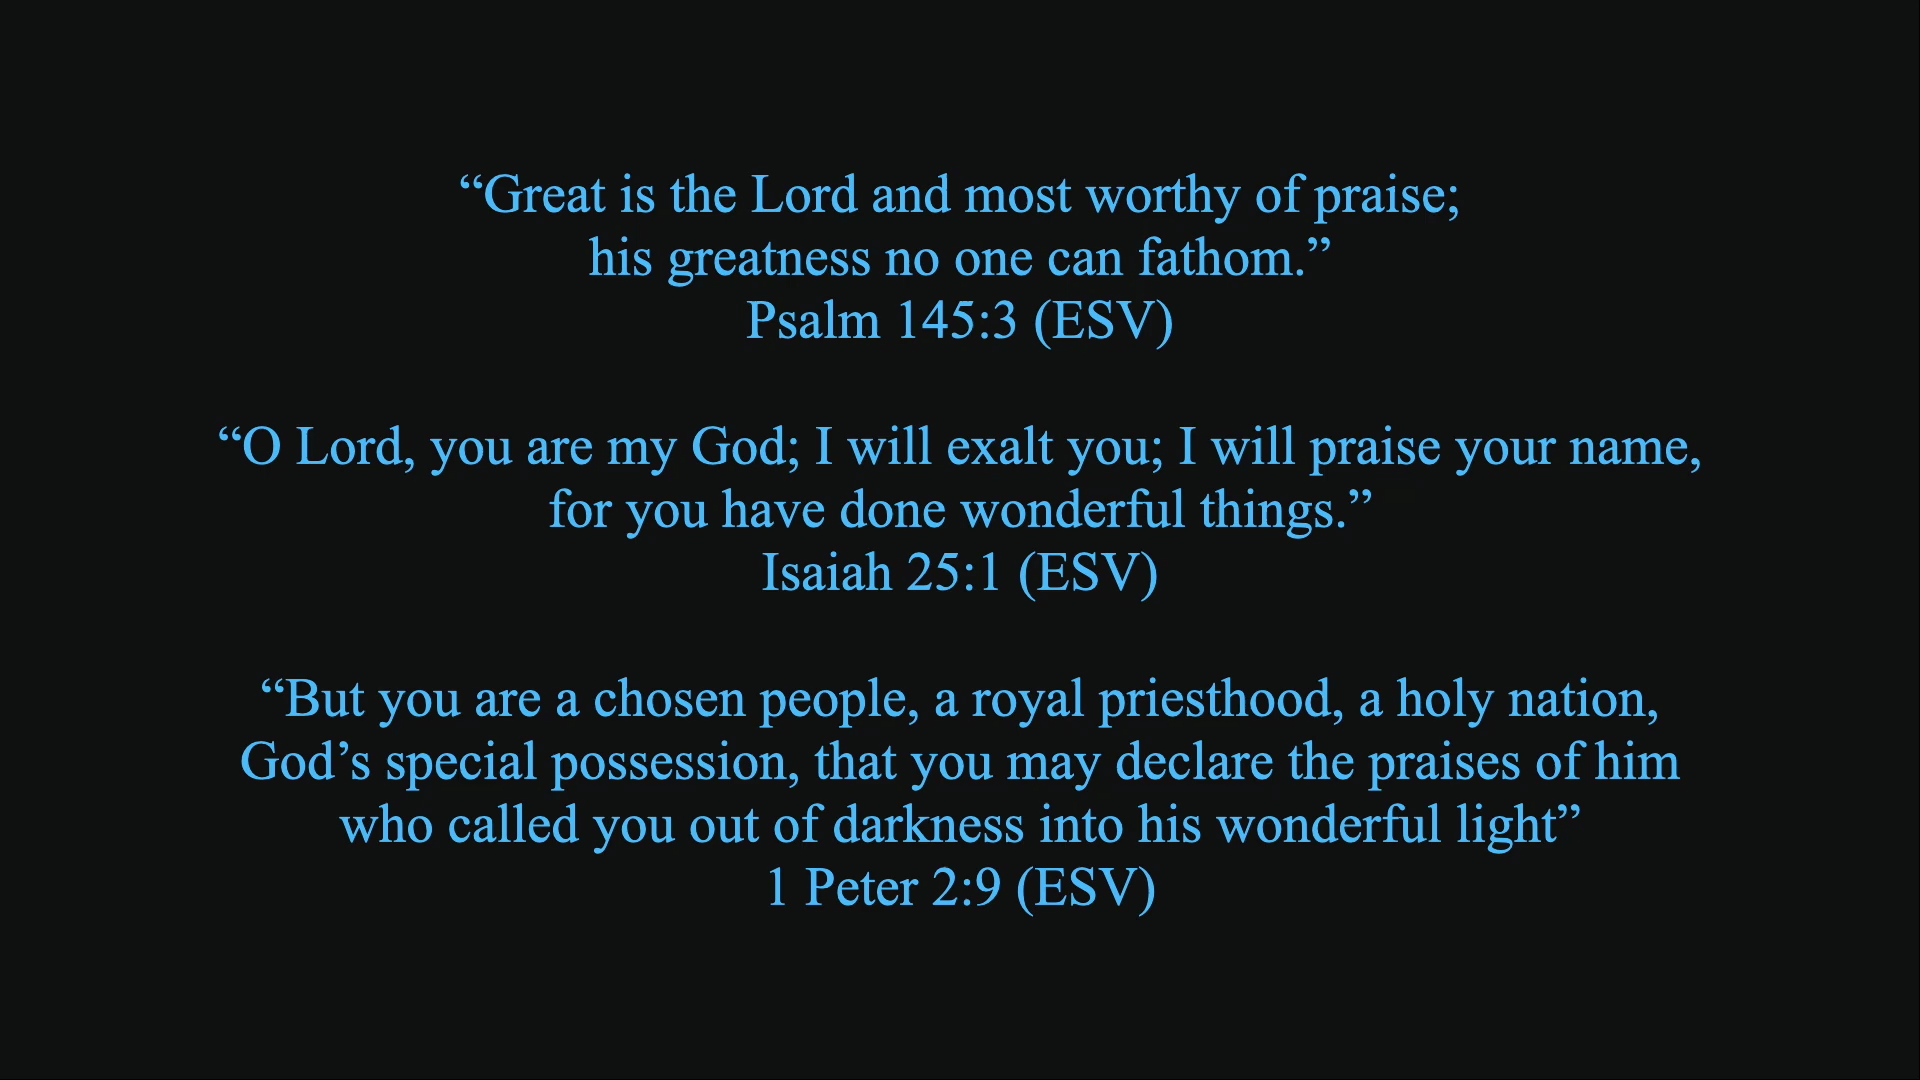 “Great is the Lord and most worthy of praise;
his greatness no one can fathom.”
Psalm 145:3 (ESV)
“O Lord, you are my God; I will exalt you; I will praise your name,
for you have done wonderful things.”
Isaiah 25:1 (ESV)
“But you are a chosen people, a royal priesthood, a holy nation,
God’s special possession, that you may declare the praises of him
who called you out of darkness into his wonderful light”
1 Peter 2:9 (ESV)